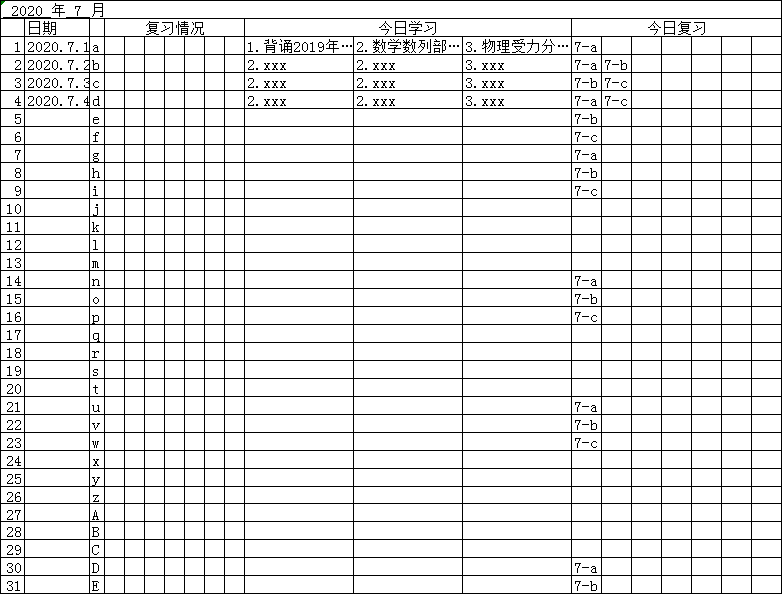 2020 年 7 月
日期 复习情况 今日学习 今日复习
1 2020.7.1 a 1.背诵2019年… 2.数学数列部… 3.物理受力分… 7-a
2 2020.7.2 b 2.xxx 2.xxx 3.xxx 7-a 7-b
3 2020.7.3 c 2.xxx 2.xxx 3.xxx 7-b 7-c
4 2020.7.4 d 2.xxx 2.xxx 3.xxx 7-a 7-c
5 e 7-b
6 f 7-c
7 g 7-a
8 h 7-b
9 i 7-c
10 j
11 k
12 l
13 m
14 n 7-a
15 o 7-b
16 p 7-c
17 q
18 r
19 s
20 t
21 u 7-a
22 v 7-b
23 w 7-c
24 x
25 y
26 z
27 A
28 B
29 C
30 D 7-a
31 E 7-b